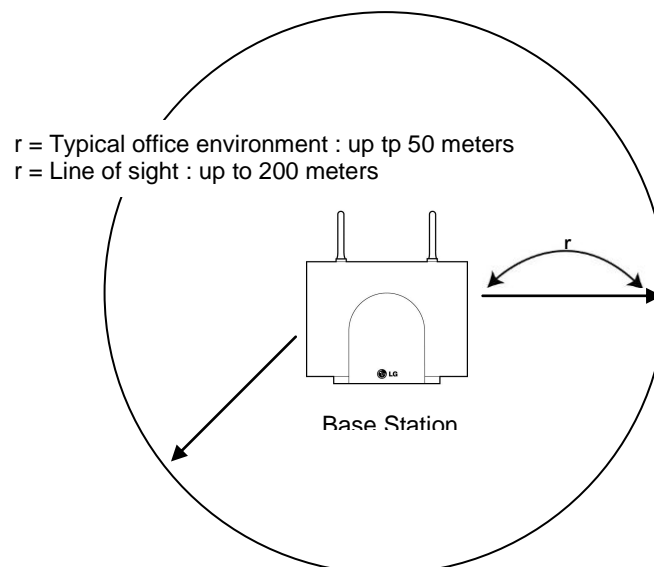 r = Typical office environment : up tp 50 meters
r = Line of sight : up to 200 meters
r
LG
Base Station